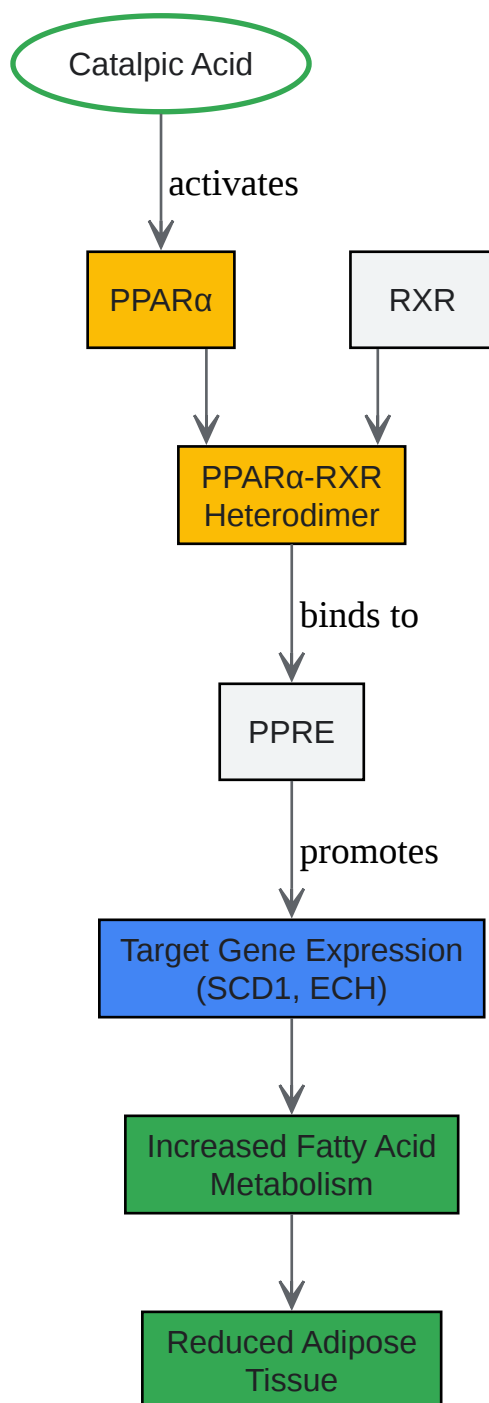 Catalpic Acid
activates
PPARα
RXR
PPARα-RXR
Heterodimer
binds to
PPRE
promotes
Target Gene Expression
(SCD1, ECH)
Increased Fatty Acid
Metabolism
Reduced Adipose
Tissue